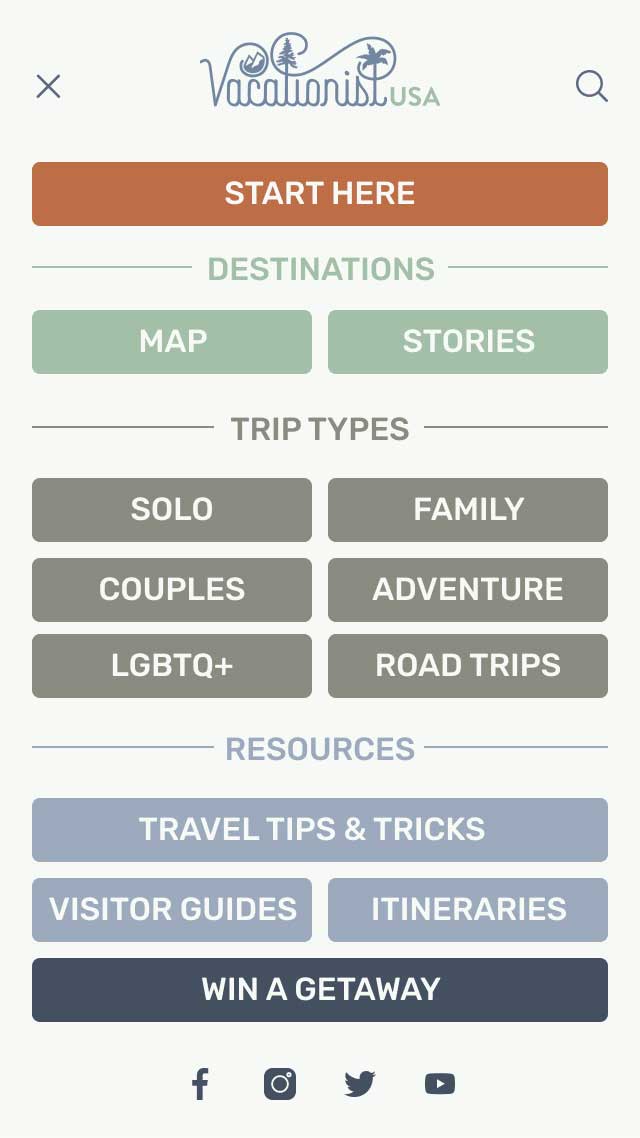 Vacationist USA
START HERE
DESTINATIONS
MAP STORIES
TRIP TYPES
SOLO FAMILY
COUPLES ADVENTURE
LGBTQ+ ROAD TRIPS
RESOURCES
TRAVEL TIPS & TRICKS
VISITOR GUIDES ITINERARIES
WIN A GETAWAY